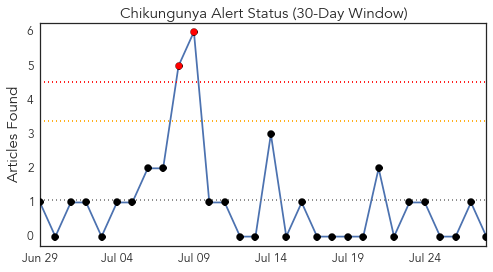 Chikungunya Alert Status (30-Day Window)
Articles Found
6
5
4
3
2
1
0
Jun 29
Jul 04
Jul 09
Jul 14
Jul 19
Jul 24